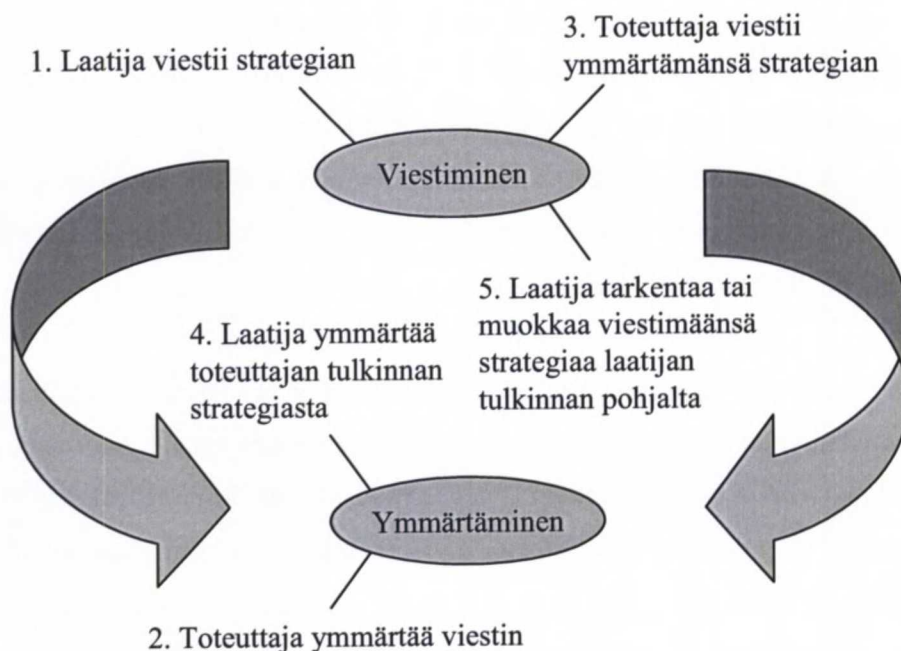 1. Laatija viestii strategian
3. Toteuttaja viestii
ymmärtämänsä strategian
Viestiminen
4. Laatija ymmärtää
toteuttajan tulkinnan
strategiasta
5. Laatija tarkentaa tai
muokkaa viestimäänsä
strategiaa laatijan
tulkinnan pohjalta
Ymmärtäminen
2. Toteuttaja ymmärtää viestin